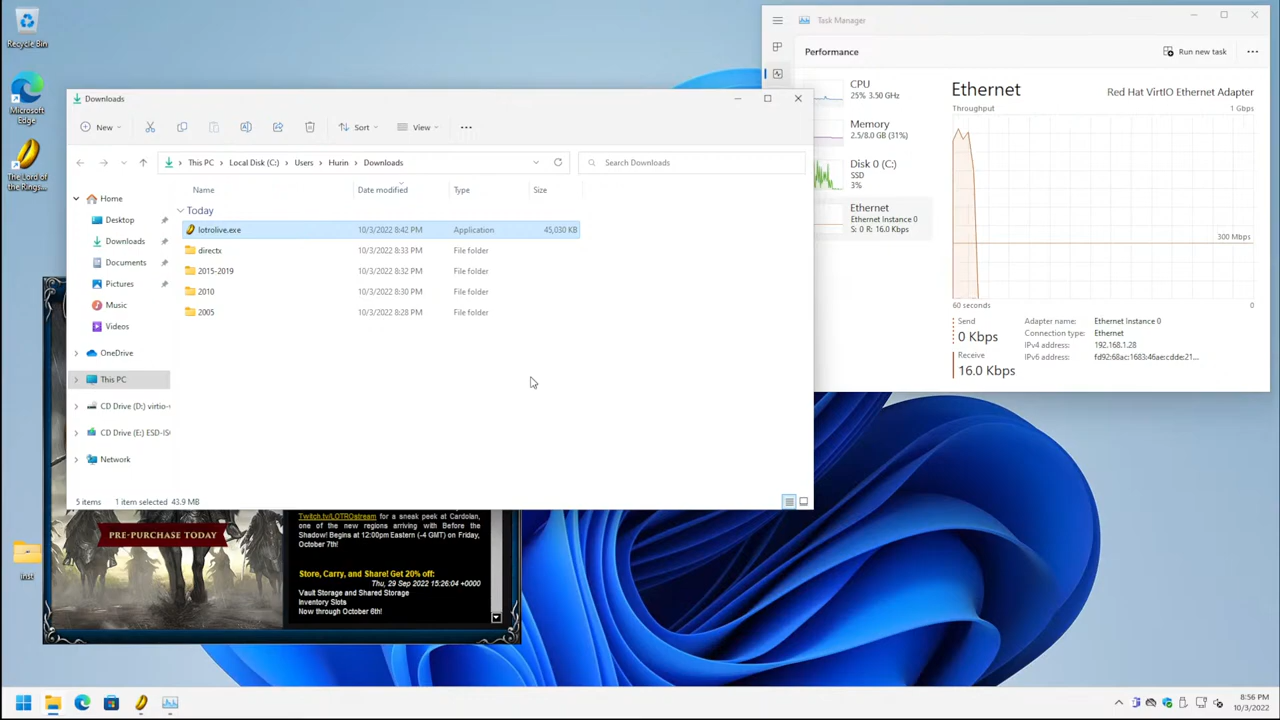 Recycle Bin
Microsoft
Edge
The Lord of
the Rings...
inst
Downloads
New
Sort
View
This PC
Local Disk (C:)
Users
Hurin
Downloads
Search Downloads
Home
Desktop
Downloads
Documents
Pictures
Music
Videos
OneDrive
This PC
CD Drive (D:) virtio-v
CD Drive (E:) ESD-IS
Network
Name Date modified Type Size
Today
lotrolive.exe 10/3/2022 8:42 PM Application 45,030 KB
directx 10/3/2022 8:33 PM File folder
2015-2019 10/3/2022 8:32 PM File folder
2010 10/3/2022 8:30 PM File folder
2005 10/3/2022 8:28 PM File folder
5 items 1 item selected 43.9 MB
Task Manager
Performance
Run new task
CPU
25% 3.50 GHz
Memory
2.5/8.0 GB (31%)
Disk 0 (C:)
SSD
3%
Ethernet
Ethernet Instance 0
S: 0 R: 16.0 Kbps
Ethernet
Red Hat VirtIO Ethernet Adapter
Throughput
1 Gbps
300 Mbps
60 seconds
0
Send
0 Kbps
Receive
16.0 Kbps
Adapter name: Ethernet Instance 0
Connection type: Ethernet
IPv4 address: 192.168.1.28
IPv6 address: fd92:68ac:1683:46ae:cdde:21...
PRE-PURCHASE TODAY
Twitch.tv/LOTROstream for a sneak peek at Cardolan,
one of the new regions arriving with Before the
Shadow! Begins at 12:00pm Eastern (-4 GMT) on Friday,
October 7th!
Store, Carry, and Share! Get 20% off:
Thu, 29 Sep 2022 15:26:04 +0000
Vault Storage and Shared Storage
Inventory Slots
Now through October 6th!
8:56 PM
10/3/2022